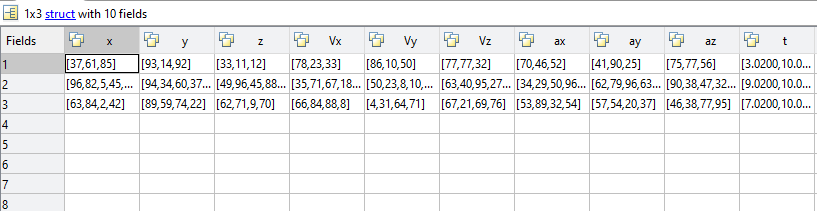 1x3 struct with 10 fields
Fields x y z Vx Vy Vz ax ay az t
1 [37,61,85] [93,14,92] [33,11,12] [78,23,33] [86,10,50] [77,77,32] [70,46,52] [41,90,25] [75,77,56] [3.0200,10.0...
2 [96,82,5,45,... [94,34,60,37... [49,96,45,88... [35,71,67,18... [50,23,8,10,... [63,40,95,27... [34,29,50,96... [62,79,96,63... [90,38,47,32... [9.0200,10.0...
3 [63,84,2,42] [89,59,74,22] [62,71,9,70] [66,84,88,8] [4,31,64,71] [67,21,69,76] [53,89,32,54] [57,54,20,37] [46,38,77,95] [7.0200,10.0...
4
5
6
7
8